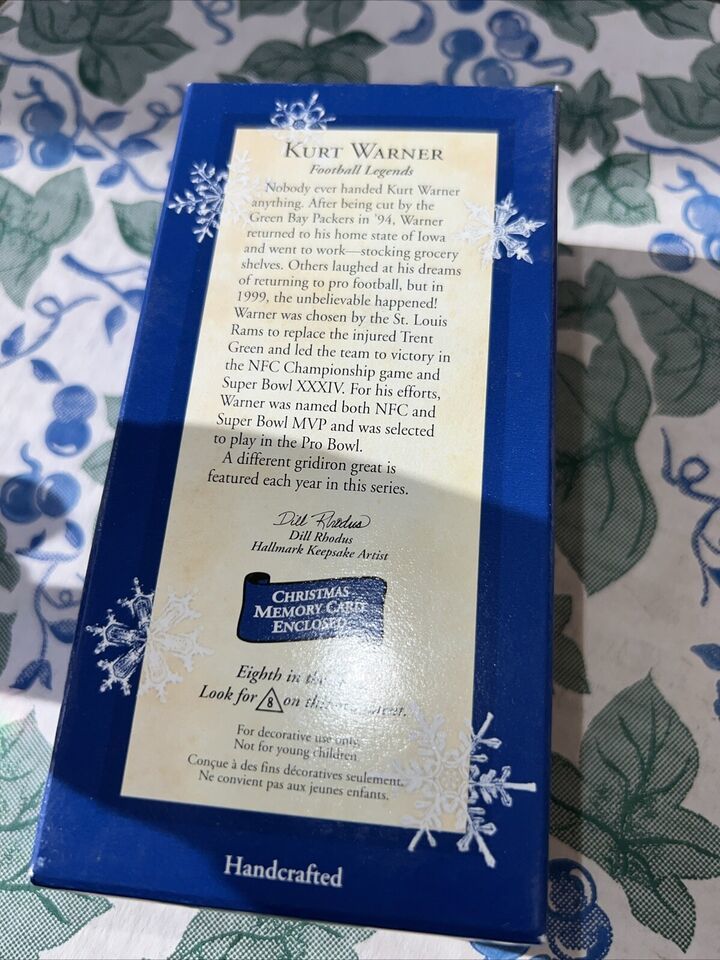 KURT WARNER
Football Legends
Nobody ever handed Kurt Warner
anything. After being cut by the
Green Bay Packers in '94, Warner
returned to his home state of Iowa
and went to work—stocking grocery
shelves. Others laughed at his dreams
of returning to pro football, but in
1999, the unbelievable happened!
Warner was chosen by the St. Louis
Rams to replace the injured Trent
Green and led the team to victory in
the NFC Championship game and
Super Bowl XXXIV. For his efforts,
Warner was named both NFC and
Super Bowl MVP and was selected
to play in the Pro Bowl.
A different gridiron great is
featured each year in this series.
Dill Rhodus
Dill Rhodus
Hallmark Keepsake Artist
CHRISTMAS
MEMORY CARD
ENCLOSED
Eighth in
Look for 8 on
For decorative use only.
Not for young children
Conçue à des fins décoratives seulement.
Ne convient pas aux jeunes enfants.
Handcrafted